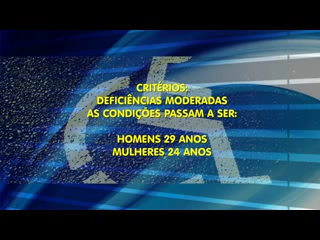 CRITÉRIOS:
DEFICIÊNCIAS MODERADAS
AS CONDIÇÕES PASSAM A SER:
HOMENS 29 ANOS
MULHERES 24 ANOS